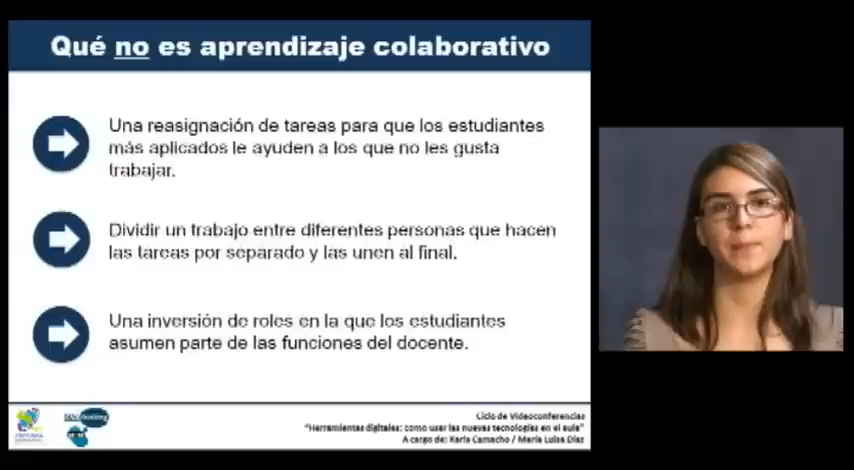 Qué no es aprendizaje colaborativo
Una reasignación de tareas para que los estudiantes
más aplicados le ayuden a los que no les gusta
trabajar.
Dividir un trabajo entre diferentes personas que hacen
las tareas por separado y las unen al final.
Una inversión de roles en la que los estudiantes
asumen parte de las funciones del docente.
Ciclo de Videoconferencias
"Herramientas digitales: como usar las nuevas tecnologías en el aula"
A cargo de: Karla Camacho / María Luisa Díaz